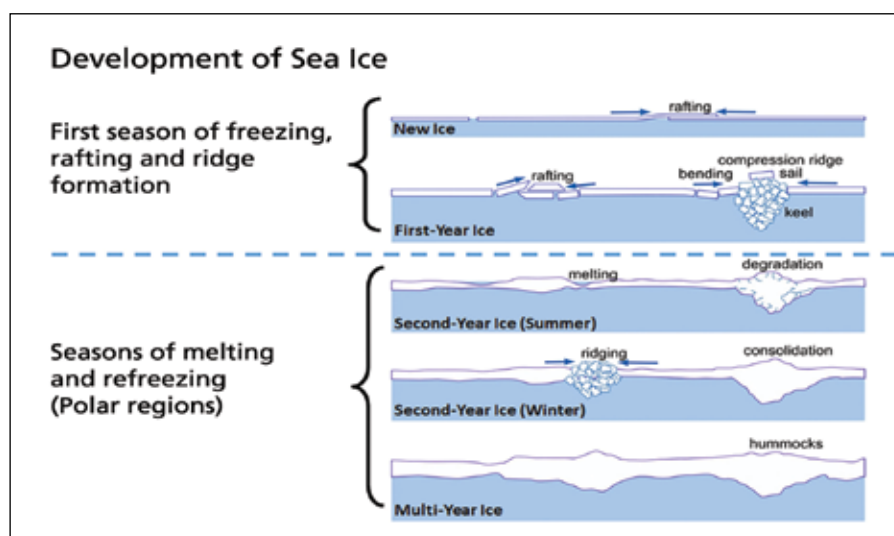 Development of Sea Ice
First season of freezing,
rafting and ridge
formation
rafting
New Ice
rafting
bending
compression ridge
sail
keel
First-Year Ice
Seasons of melting
and refreezing
(Polar regions)
melting
degradation
Second-Year Ice (Summer)
ridging
consolidation
Second-Year Ice (Winter)
hummocks
Multi-Year Ice